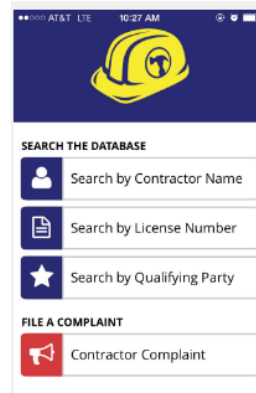 AT&T LTE 10:27 AM
SEARCH THE DATABASE
Search by Contractor Name
Search by License Number
Search by Qualifying Party
FILE A COMPLAINT
Contractor Complaint